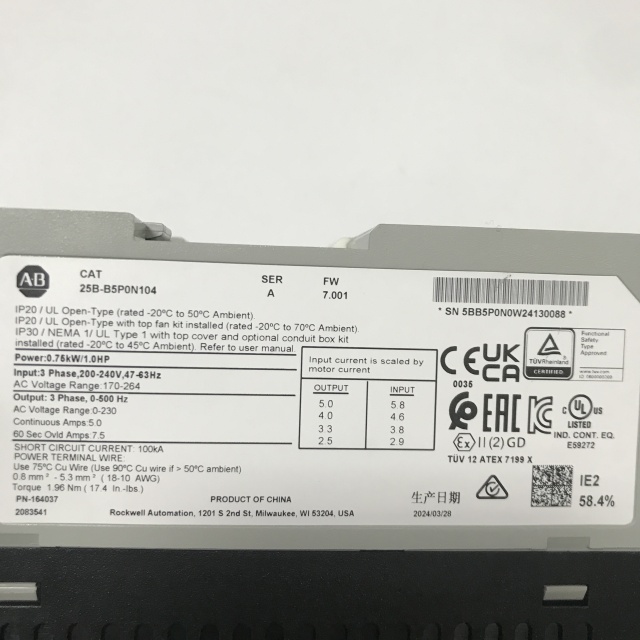 AB
CAT SER FW
25B-B5P0N104 A 7.001
* SN 5BB5P0N0W24130088 *
IP20 / UL Open-Type (rated -20°C to 50°C Ambient)
IP20 / UL Open-Type with top fan kit installed (rated -20°C to 70°C Ambient).
IP30 / NEMA 1/ UL Type 1 with top cover and optional conduit box kit
installed (rated -20°C to 45°C Ambient). Refer to user manual.
Power:0.75kW/1.0HP
Input:3 Phase,200-240V,47-63Hz
AC Voltage Range:170-264
Output: 3 Phase, 0-500 Hz
AC Voltage Range:0-230
Continuous Amps:5.0
60 Sec Ovld Amps:7.5
SHORT CIRCUIT CURRENT: 100kA
POWER TERMINAL WIRE:
Use 75°C Cu Wire (Use 90°C Cu wire if > 50°C ambient)
0.8 mm² - 5.3 mm² (18-10 AWG)
Torque 1.96 Nm ( 17.4 In.-lbs.)
PN-164037
2083541
PRODUCT OF CHINA
Rockwell Automation, 1201 S 2nd St, Milwaukee, WI 53204, USA
Input current is scaled by
motor current
OUTPUT INPUT
5.0 5.8
4.0 4.6
3.3 3.8
2.5 2.9
CE
0035
UK
CA
TÜVRheinland
CERTIFIED
Functional
Safety
Type
Approved
EAC
C UL US
LISTED
IND. CONT. EQ.
E59272
Ex II (2) GD
TÜV 12 ATEX 7199 X
生产日期
2024/03/28
IE2
58.4%